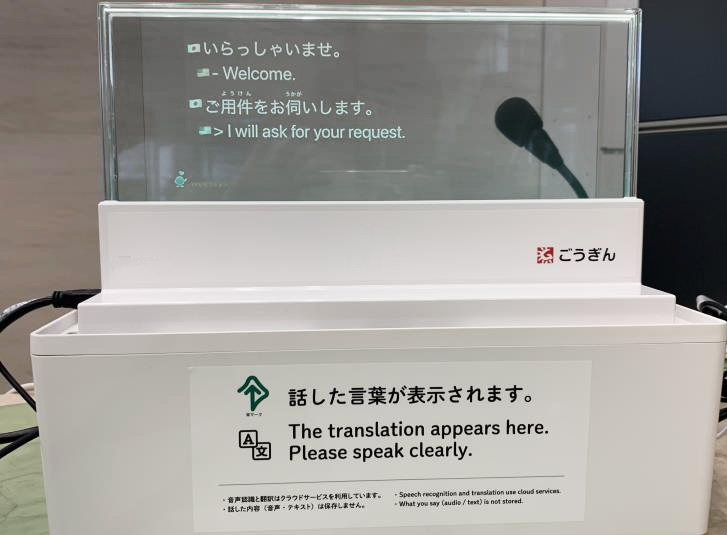 いらっしゃいませ。
- Welcome.
ご用件をお伺いします。
> I will ask for your request.
ごうぎん
話した言葉が表示されます。
The translation appears here.
Please speak clearly.
・音声認識と翻訳はクラウドサービスを利用しています。
・話した内容（音声・テキスト）は保存しません。
・Speech recognition and translation use cloud services.
・What you say (audio / text) is not stored.